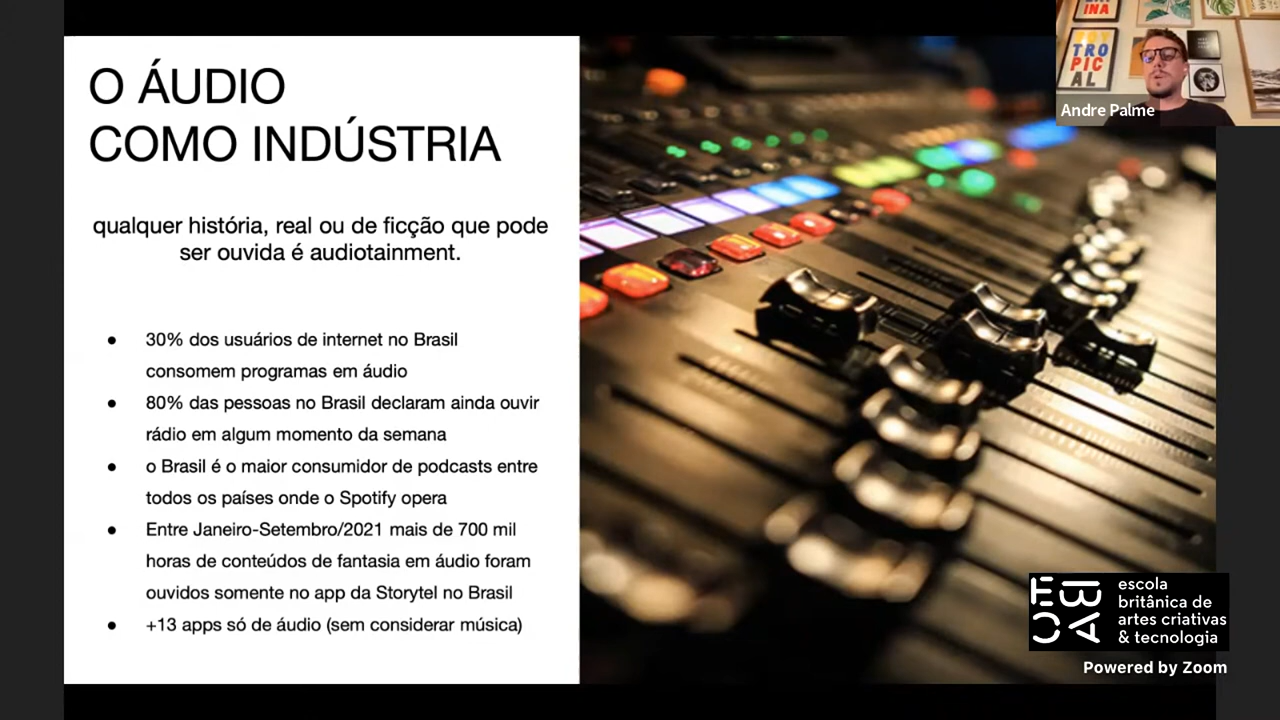 O ÁUDIO
COMO INDÚSTRIA
qualquer história, real ou de ficção que pode
ser ouvida é audiotainment.
● 30% dos usuários de internet no Brasil
consomem programas em áudio
● 80% das pessoas no Brasil declaram ainda ouvir
rádio em algum momento da semana
● o Brasil é o maior consumidor de podcasts entre
todos os países onde o Spotify opera
● Entre Janeiro-Setembro/2021 mais de 700 mil
horas de conteúdos de fantasia em áudio foram
ouvidos somente no app da Storytel no Brasil
● +13 apps só de áudio (sem considerar música)
TRO
PIC
AL
Andre Palme
EBAC
escola
britânica de
artes criativas
& tecnologia
Powered by Zoom